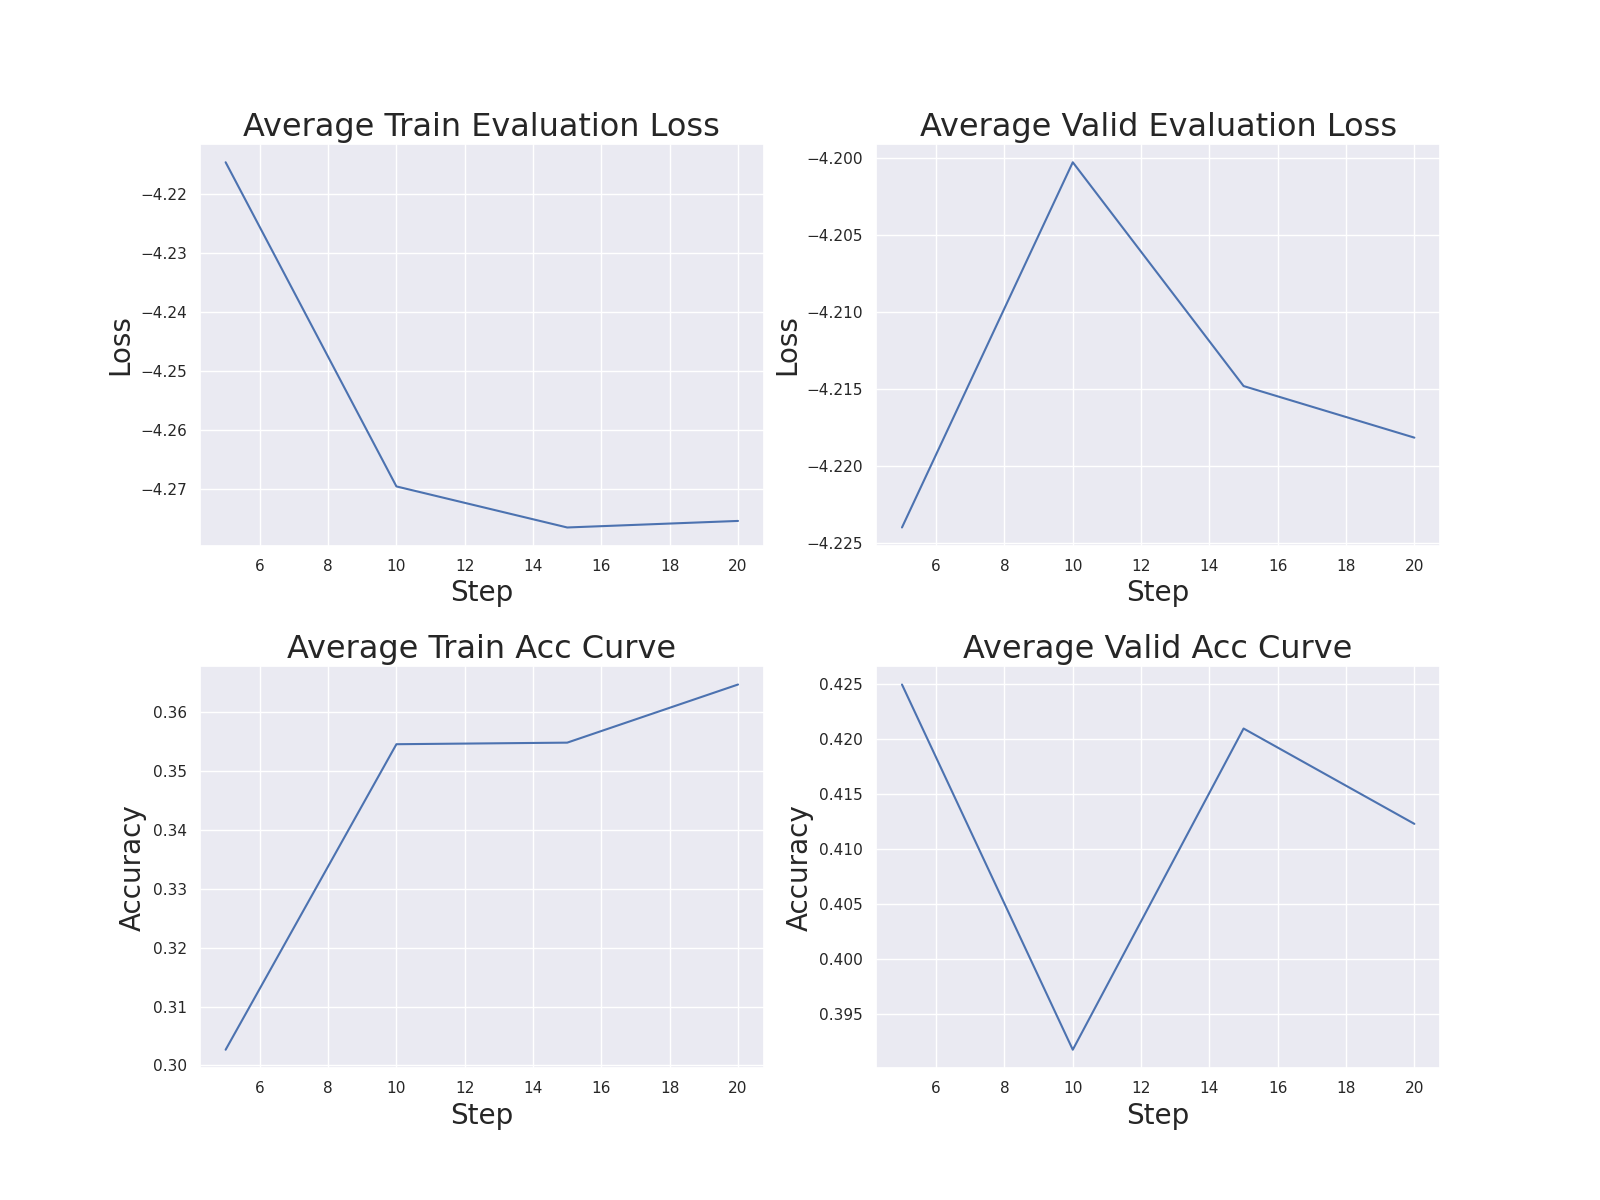 Average Train Evaluation Loss
−4.22
−4.23
−4.24
−4.25
−4.26
−4.27
Loss
6 8 10 12 14 16 18 20
Step
Average Valid Evaluation Loss
−4.200
−4.205
−4.210
−4.215
−4.220
−4.225
Loss
6 8 10 12 14 16 18 20
Step
Average Train Acc Curve
0.36
0.35
0.34
0.33
0.32
0.31
0.30
Accuracy
6 8 10 12 14 16 18 20
Step
Average Valid Acc Curve
0.425
0.420
0.415
0.410
0.405
0.400
0.395
Accuracy
6 8 10 12 14 16 18 20
Step